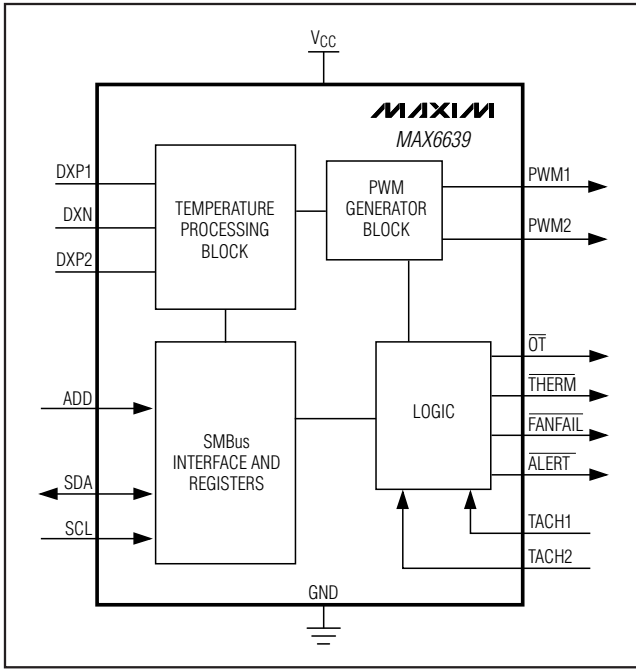 VCC
MAXIM
MAX6639
DXP1
DXN
DXP2
TEMPERATURE
PROCESSING
BLOCK
PWM
GENERATOR
BLOCK
PWM1
PWM2
ADD
SDA
SCL
SMBus
INTERFACE AND
REGISTERS
LOGIC
OT
THERM
FANFAIL
ALERT
TACH1
TACH2
GND